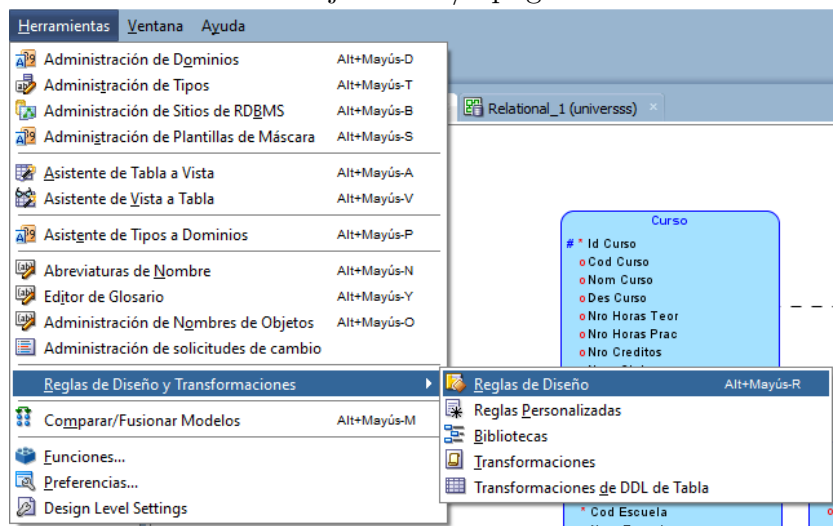 Herramientas Ventana Ayuda
Administración de Dominios Alt+Mayús-D
Administración de Tipos Alt+Mayús-T
Administración de Sitios de RDBMS Alt+Mayús-B
Administración de Plantillas de Máscara Alt+Mayús-S
Asistente de Tabla a Vista Alt+Mayús-A
Asistente de Vista a Tabla Alt+Mayús-V
Asistente de Tipos a Dominios Alt+Mayús-P
Abreviaturas de Nombre Alt+Mayús-N
Editor de Glosario Alt+Mayús-Y
Administración de Nombres de Objetos Alt+Mayús-O
Administración de solicitudes de cambio
Reglas de Diseño y Transformaciones
Comparar/Fusionar Modelos Alt+Mayús-M
Funciones...
Preferencias...
Design Level Settings
Relational_1 (universss)
Curso
# * Id Curso
o Cod Curso
o Nom Curso
o Des Curso
o Nro Horas Teor
o Nro Horas Prac
o Nro Creditos
Reglas de Diseño Alt+Mayús-R
Reglas Personalizadas
Bibliotecas
Transformaciones
Transformaciones de DDL de Tabla
* Cod Escuela